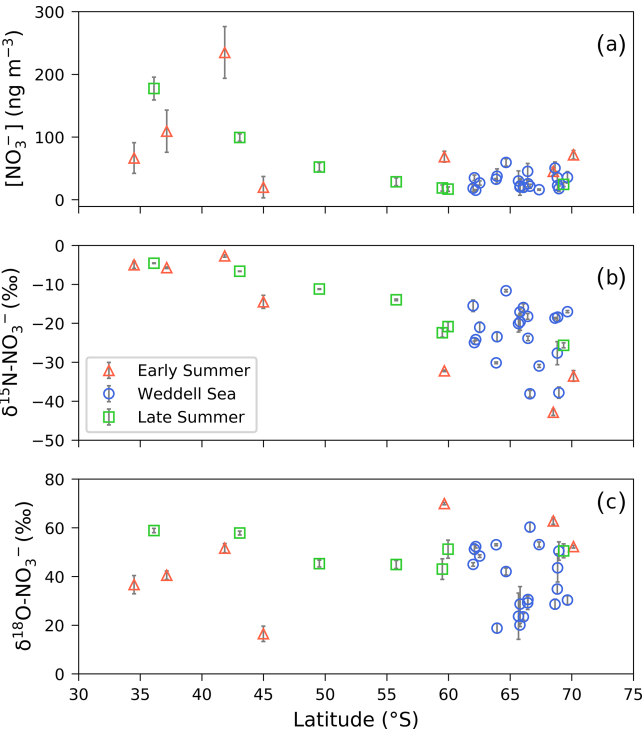 300
200
100
0
[NO₃⁻] (ng m⁻³)
(a)
0
−10
−20
−30
−40
−50
δ¹⁵N-NO₃⁻ (‰)
(b)
Early Summer
Weddell Sea
Late Summer
80
60
40
20
0
δ¹⁸O-NO₃⁻ (‰)
(c)
30 35 40 45 50 55 60 65 70 75
Latitude (°S)